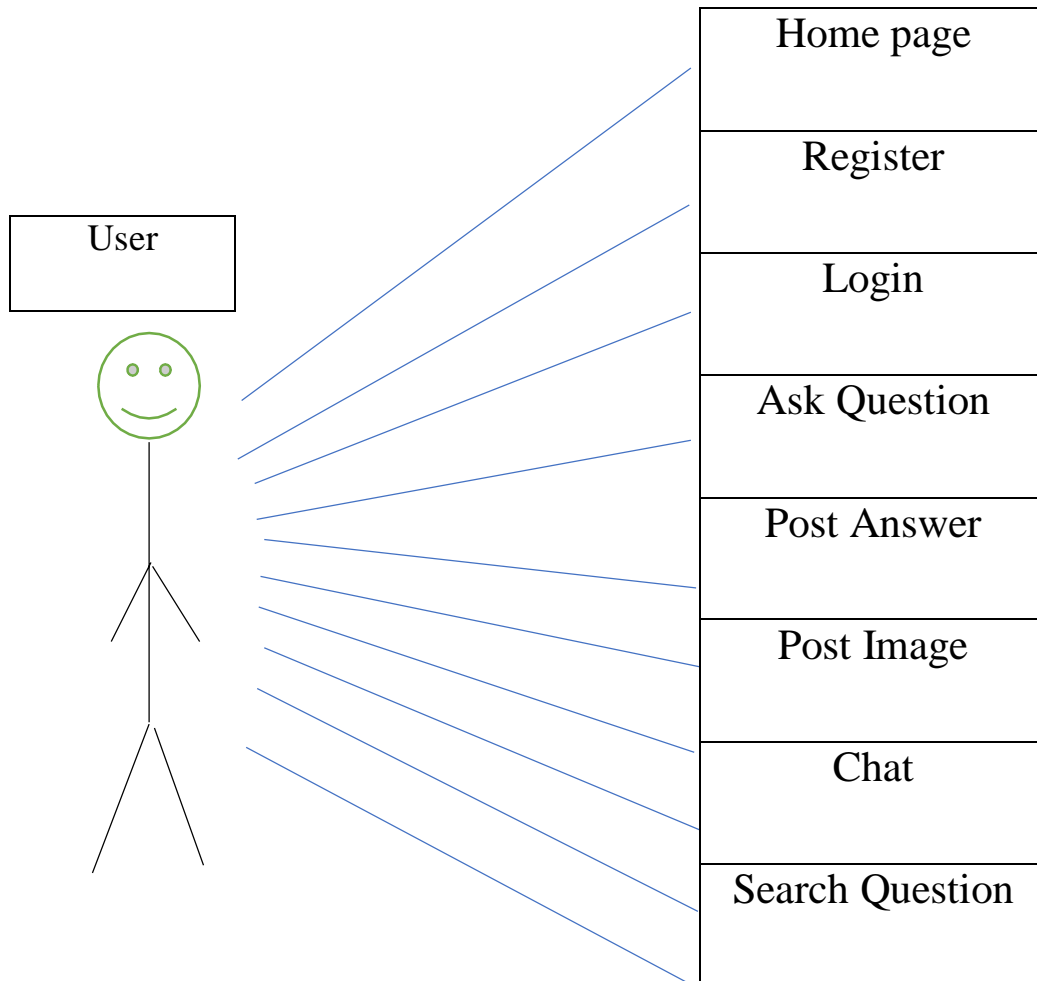 Home page
Register
User
Login
Ask Question
Post Answer
Post Image
Chat
Search Question